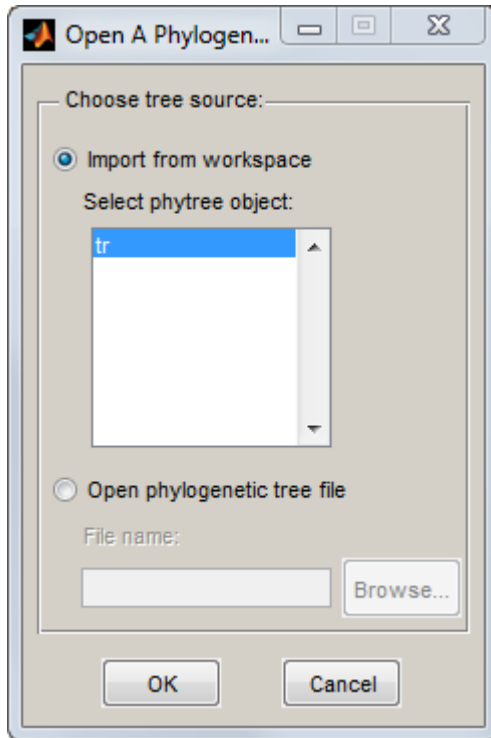 Open A Phylogen...
Choose tree source:
Import from workspace
Select phytree object:
tr
Open phylogenetic tree file
File name:
Browse...
OK
Cancel